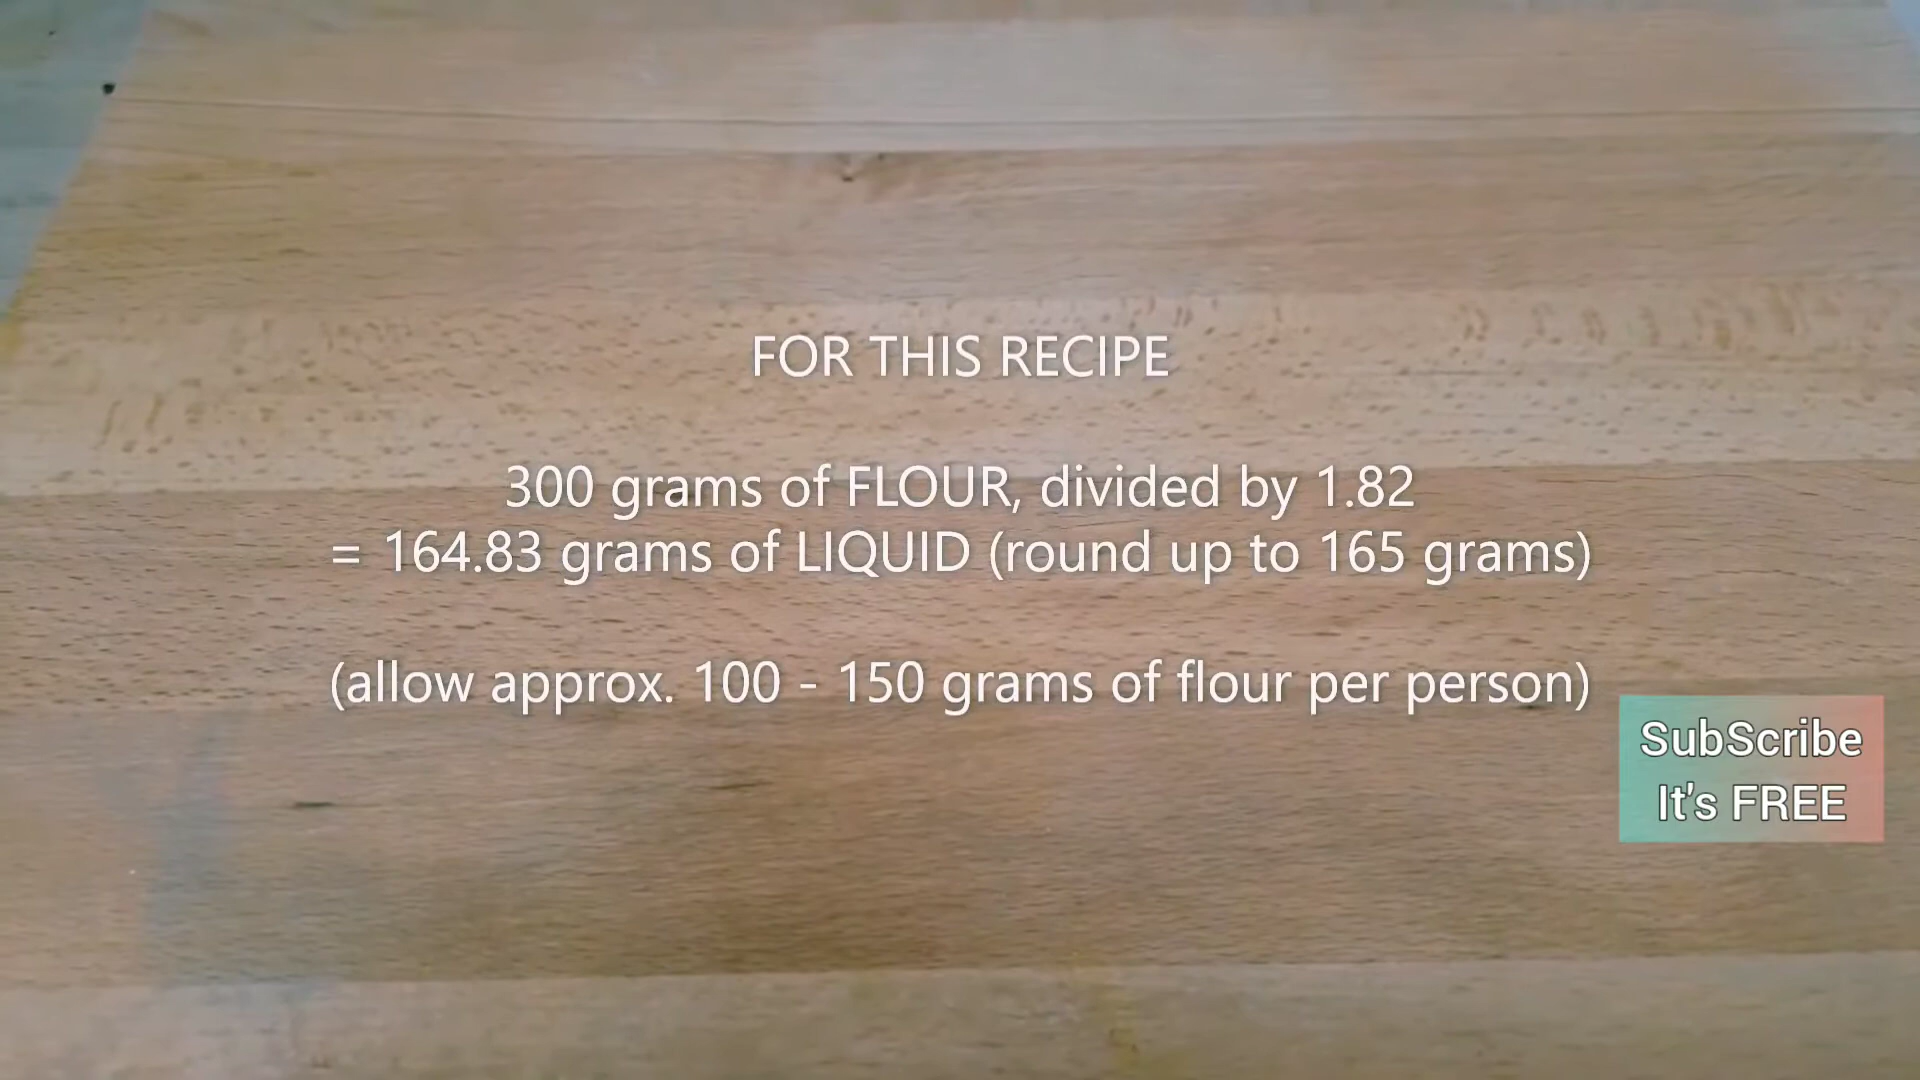 FOR THIS RECIPE
300 grams of FLOUR, divided by 1.82
= 164.83 grams of LIQUID (round up to 165 grams)
(allow approx. 100 - 150 grams of flour per person)
SubScribe
It's FREE